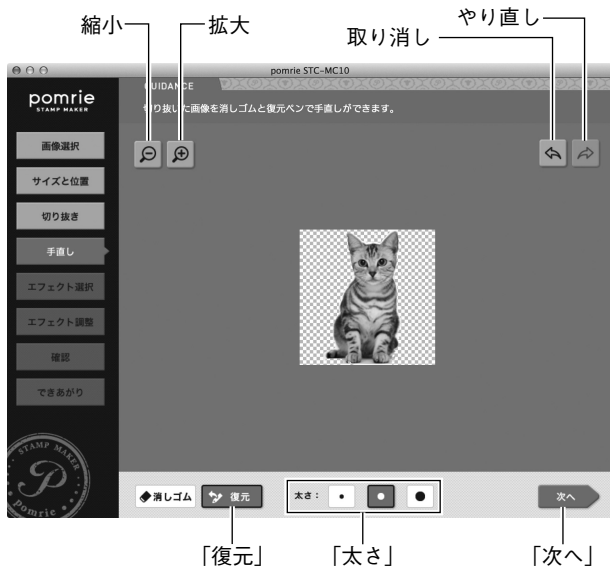 縮小
拡大
取り消し
やり直し
pomrie STC-MC10
GUIDANCE
切り抜いた画像を消しゴムと復元ペンで手直しができます。
pomrie
STAMP MAKER
画像選択
サイズと位置
切り抜き
手直し
エフェクト選択
エフェクト調整
確認
できあがり
STAMP MAKER
P
pomrie
消しゴム
復元
太さ：
次へ
「復元」
「太さ」
「次へ」